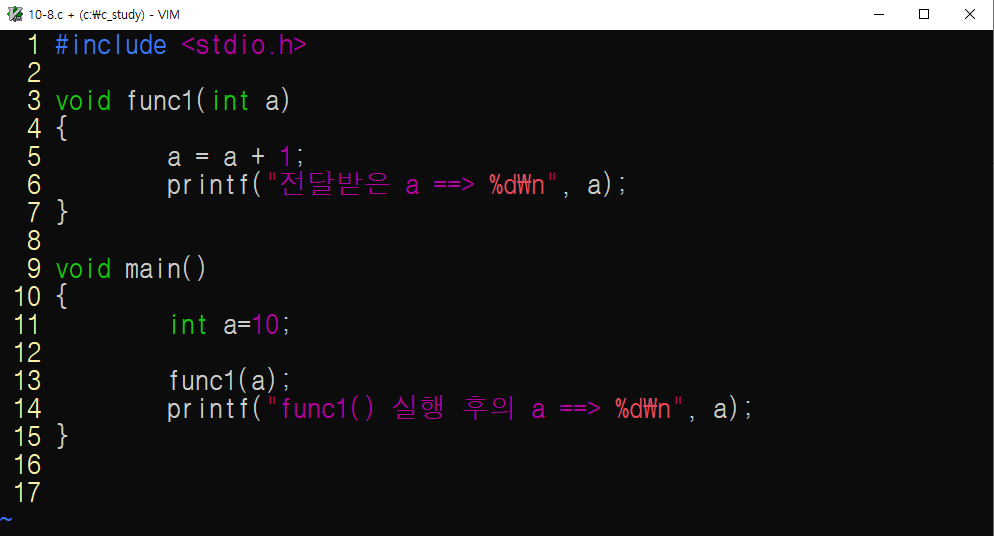 10-8.c + (c:₩c_study) - VIM
1 #include <stdio.h>
2
3 void func1(int a)
4 {
5         a = a + 1;
6         printf("전달받은 a ==> %d₩n", a);
7 }
8
9 void main()
10 {
11         int a=10;
12
13         func1(a);
14         printf("func1() 실행 후의 a ==> %d₩n", a);
15 }
16
17
~